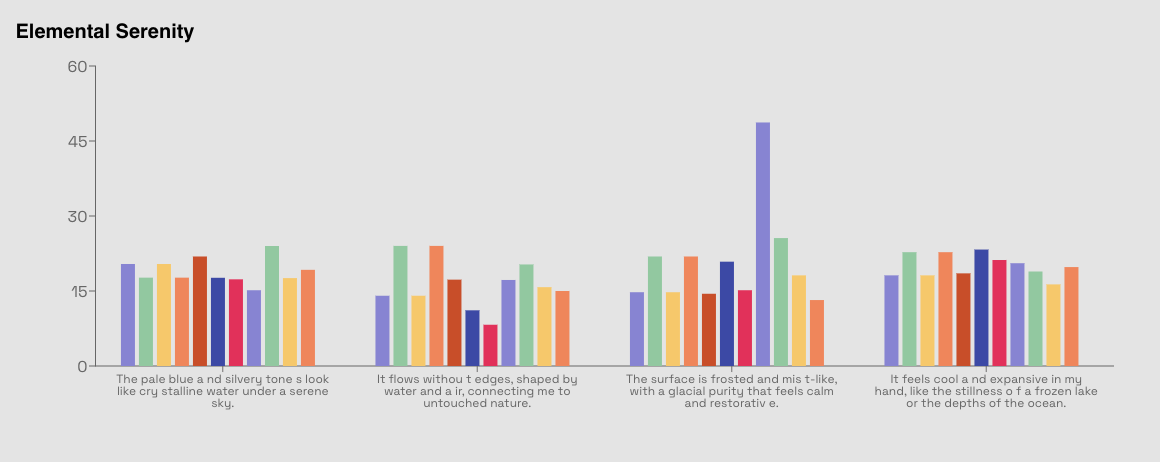 Elemental Serenity
60
45
30
15
0
The pale blue a nd silvery tone s look
like cry stalline water under a serene
sky.
It flows withou t edges, shaped by
water and a ir, connecting me to
untouched nature.
The surface is frosted and mis t-like,
with a glacial purity that feels calm
and restorativ e.
It feels cool a nd expansive in my
hand, like the stillness o f a frozen lake
or the depths of the ocean.